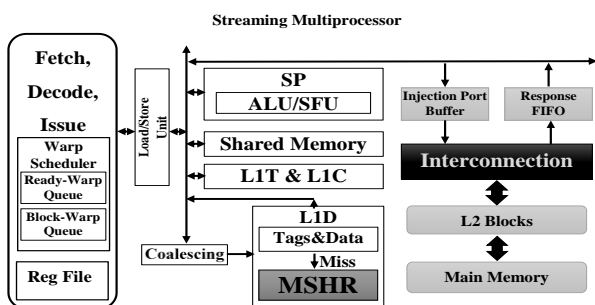 Streaming Multiprocessor
Fetch,
Decode,
Issue
Warp
Scheduler
Ready-Warp
Queue
Block-Warp
Queue
Reg File
Load/Store
Unit
SP
ALU/SFU
Shared Memory
L1T & L1C
L1D
Tags&Data
Miss
MSHR
Coalescing
Injection Port
Buffer
Response
FIFO
Interconnection
L2 Blocks
Main Memory